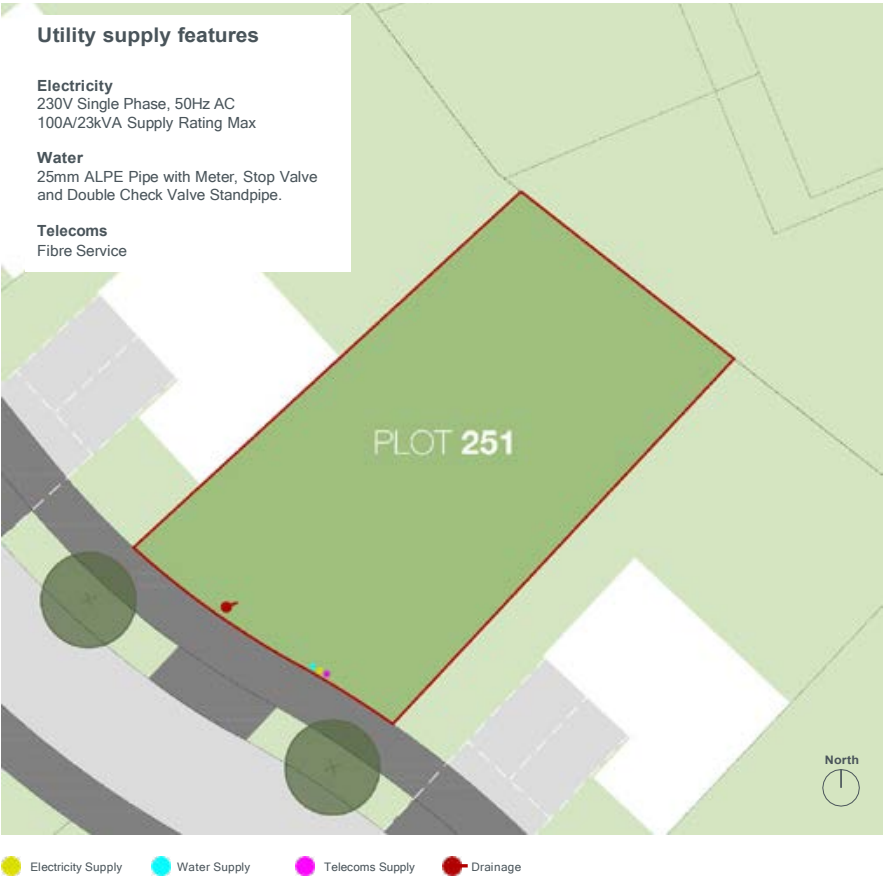 Utility supply features
Electricity
230V Single Phase, 50Hz AC
100A/23kVA Supply Rating Max
Water
25mm ALPE Pipe with Meter, Stop Valve
and Double Check Valve Standpipe.
Telecoms
Fibre Service
PLOT 251
North
Electricity Supply
Water Supply
Telecoms Supply
Drainage